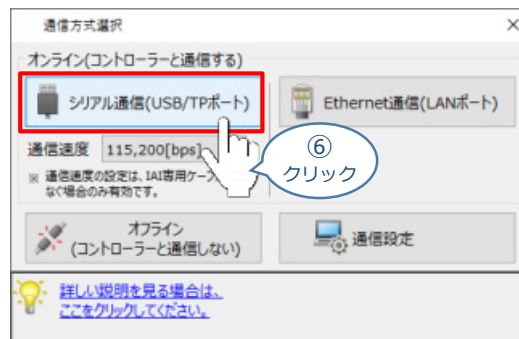 通信方式選択
オンライン(コントローラーと通信する)
シリアル通信(USB/TPポート)
Ethernet通信(LANポート)
通信速度 115,200[bps]
⑥
クリック
※ 通信速度の設定は、IAI専用ケーブ
なぐ場合のみ有効です。
オフライン
(コントローラーと通信しない)
通信設定
詳しい説明を見る場合は、
ここをクリックしてください。